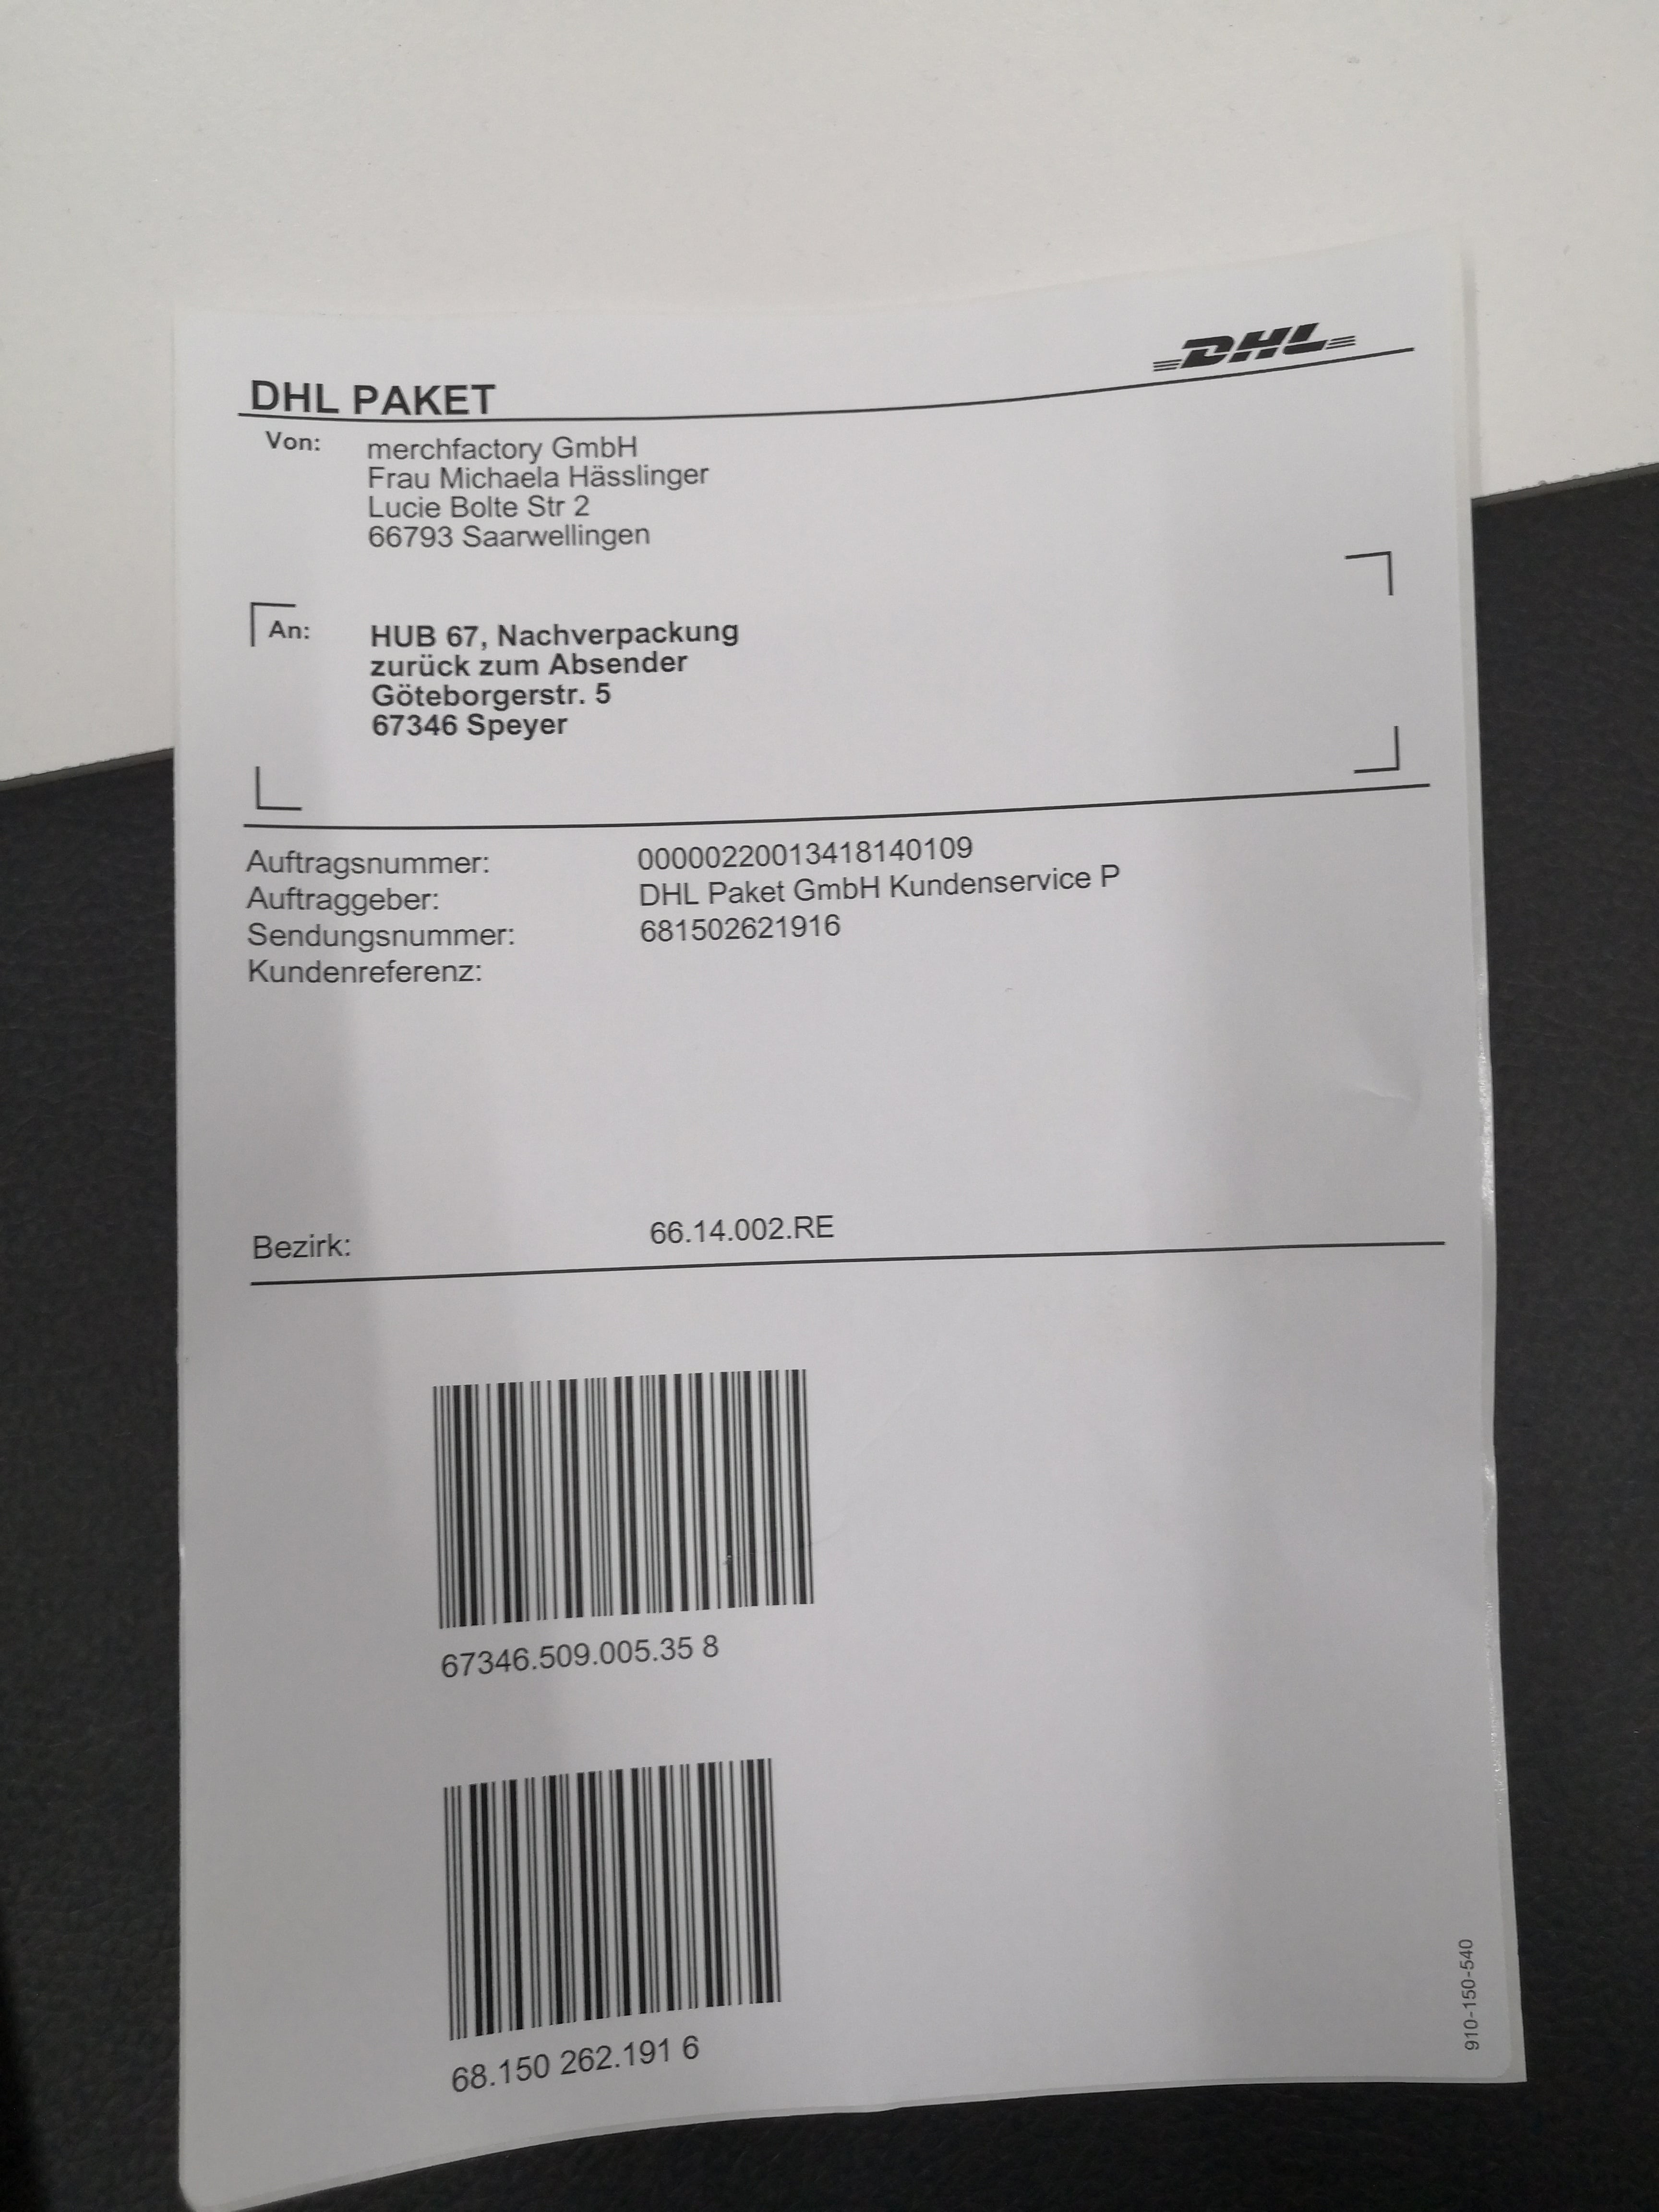 DHL
DHL PAKET
Von: merchfactory GmbH
Frau Michaela Hässlinger
Lucie Bolte Str 2
66793 Saarwellingen
An: HUB 67, Nachverpackung
zurück zum Absender
Göteborgerstr. 5
67346 Speyer
Auftragsnummer: 00000220013418140109
Auftraggeber: DHL Paket GmbH Kundenservice P
Sendungsnummer: 681502621916
Kundenreferenz:
Bezirk: 66.14.002.RE
67346.509.005.35 8
68.150 262.191 6
910-150-540